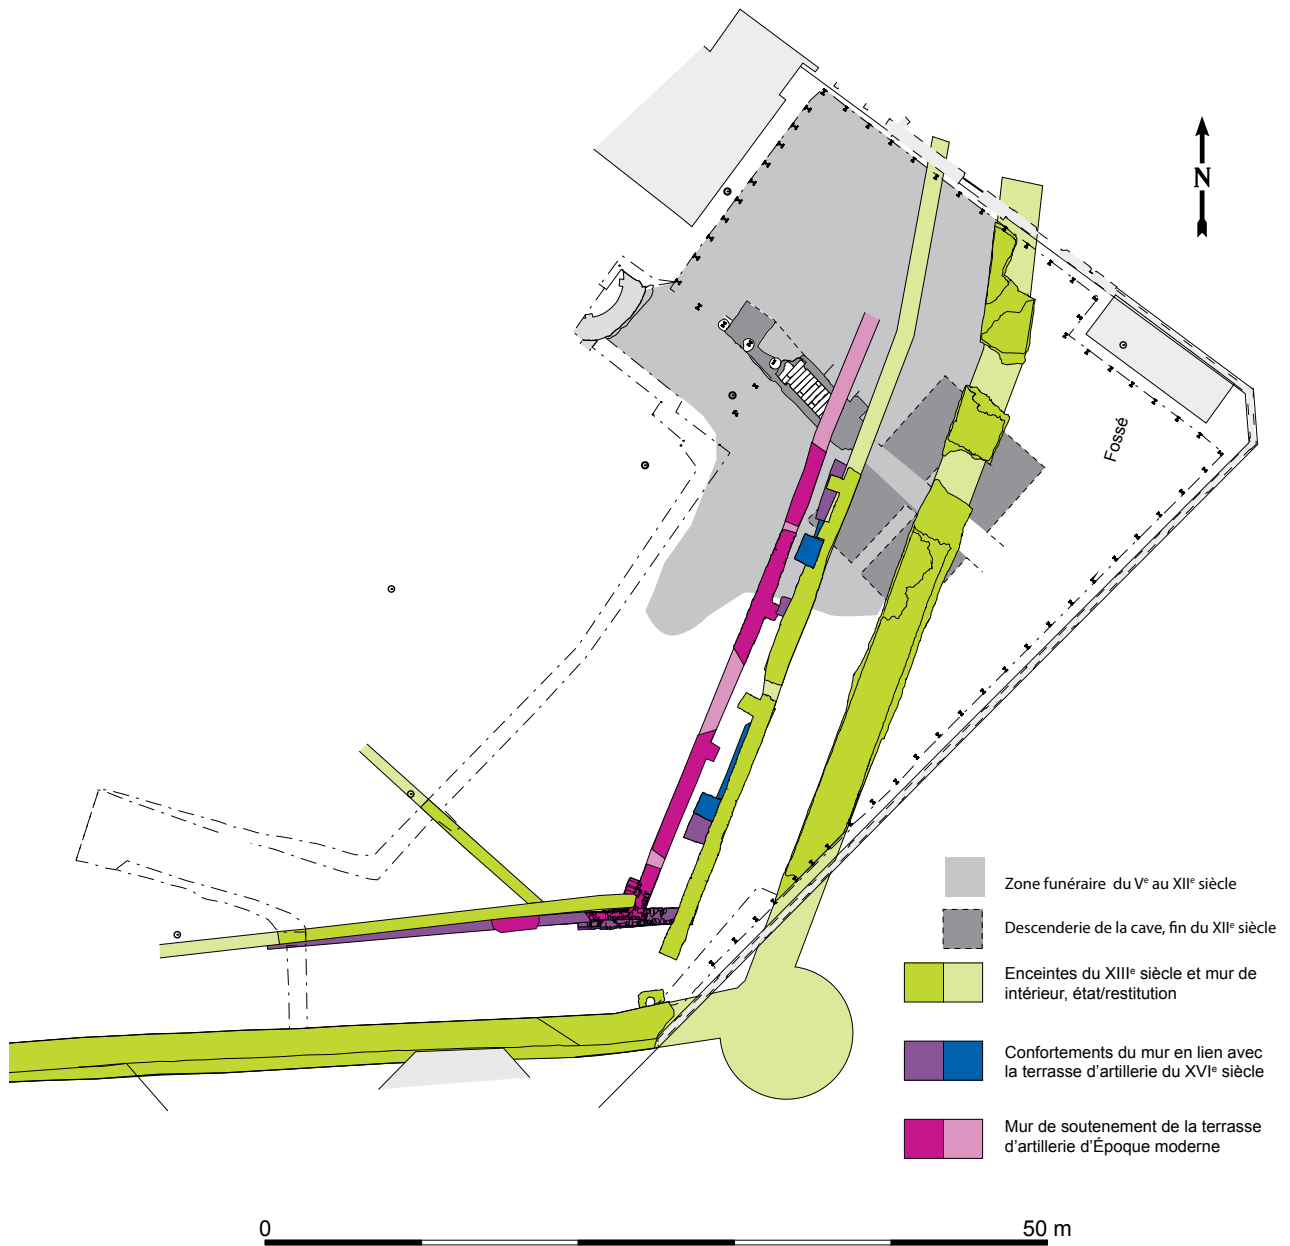 N
Fossé
Zone funéraire du Vᵉ au XIIᵉ siècle
Descenderie de la cave, fin du XIIᵉ siècle
Enceintes du XIIIᵉ siècle et mur de
intérieur, état/restitution
Confortements du mur en lien avec
la terrasse d'artillerie du XVIᵉ siècle
Mur de soutenement de la terrasse
d'artillerie d'Époque moderne
0
50 m